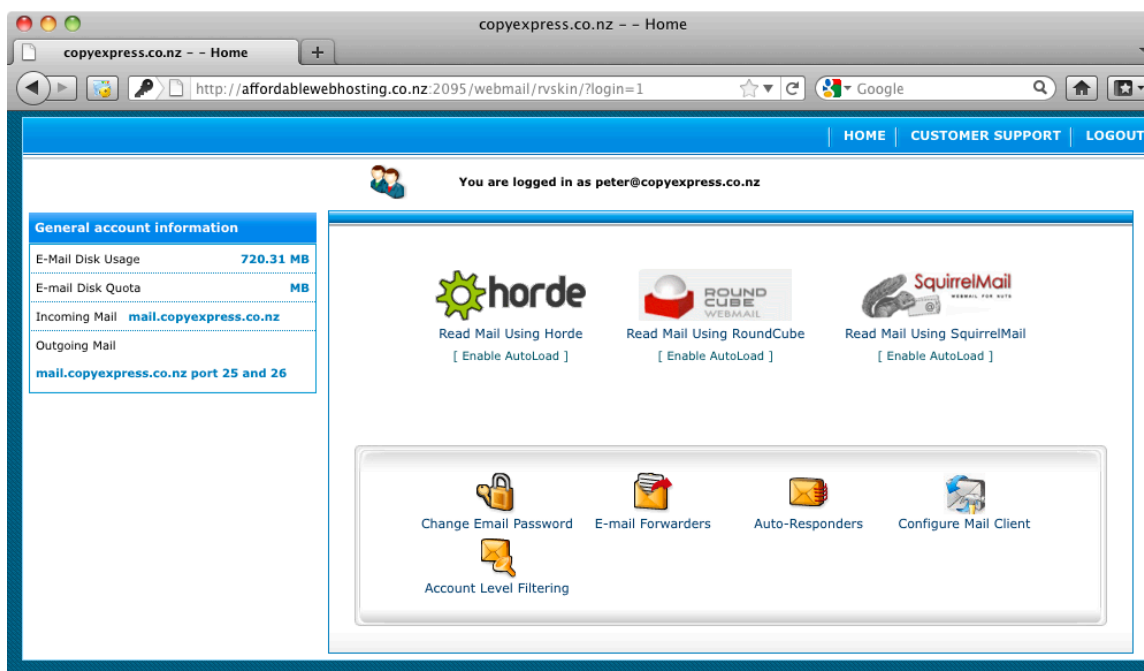 copyexpress.co.nz – – Home
copyexpress.co.nz – – Home
http://affordablewebhosting.co.nz:2095/webmail/rvskin/?login=1
Google
HOME
CUSTOMER SUPPORT
LOGOUT
You are logged in as peter@copyexpress.co.nz
General account information
E-Mail Disk Usage 720.31 MB
E-mail Disk Quota MB
Incoming Mail mail.copyexpress.co.nz
Outgoing Mail
mail.copyexpress.co.nz port 25 and 26
horde
ROUND
CUBE
WEBMAIL
SquirrelMail
WEBMAIL FOR NUTS
Read Mail Using Horde
Read Mail Using RoundCube
Read Mail Using SquirrelMail
[ Enable AutoLoad ]
[ Enable AutoLoad ]
[ Enable AutoLoad ]
Change Email Password
E-mail Forwarders
Auto-Responders
Configure Mail Client
Account Level Filtering